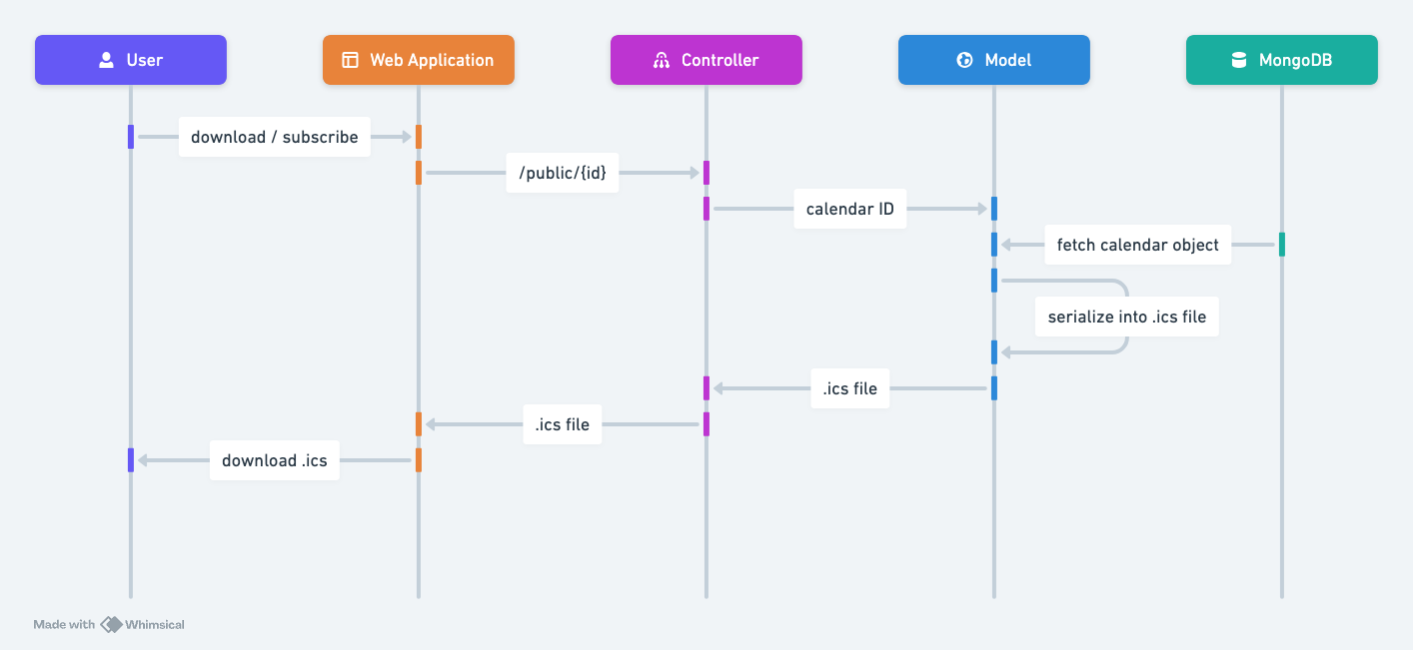 User
Web Application
Controller
Model
MongoDB
download / subscribe
/public/{id}
calendar ID
fetch calendar object
serialize into .ics file
.ics file
.ics file
download .ics
Made with Whimsical